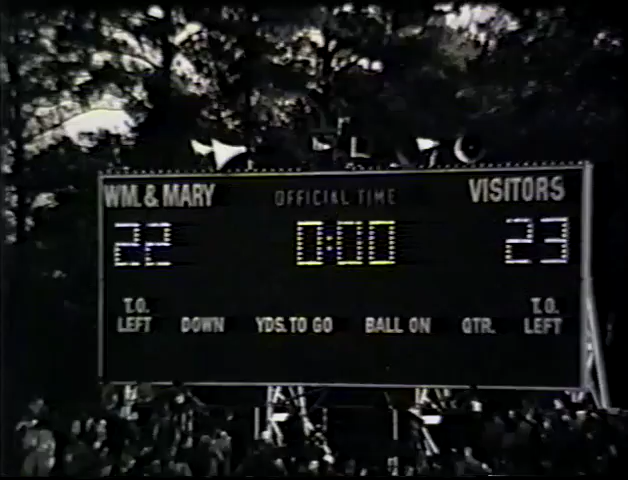 WM. & MARY OFFICIAL TIME VISITORS
22 0:00 23
T.O. LEFT DOWN YDS. TO GO BALL ON QTR. T.O. LEFT